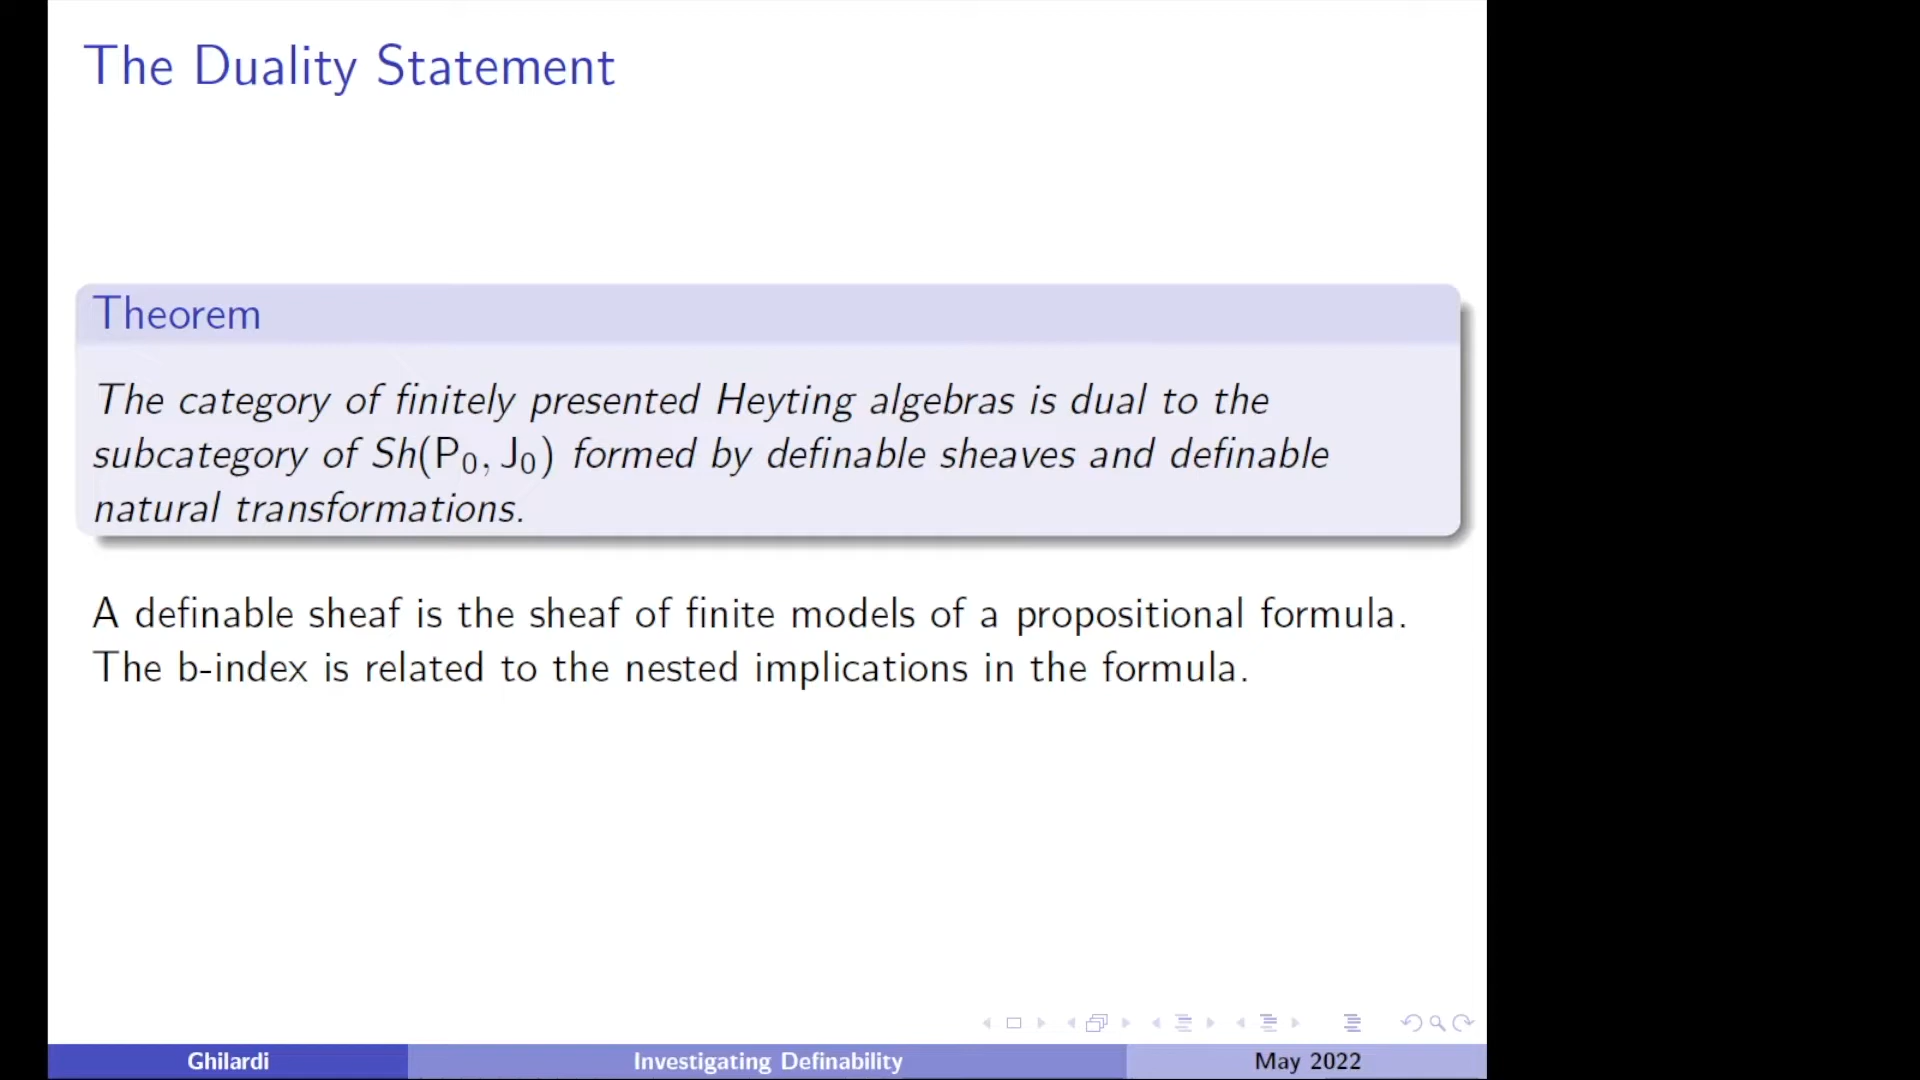 The Duality Statement
Theorem
The category of finitely presented Heyting algebras is dual to the
subcategory of Sh(P₀, J₀) formed by definable sheaves and definable
natural transformations.
A definable sheaf is the sheaf of finite models of a propositional formula.
The b-index is related to the nested implications in the formula.
Ghilardi Investigating Definability May 2022